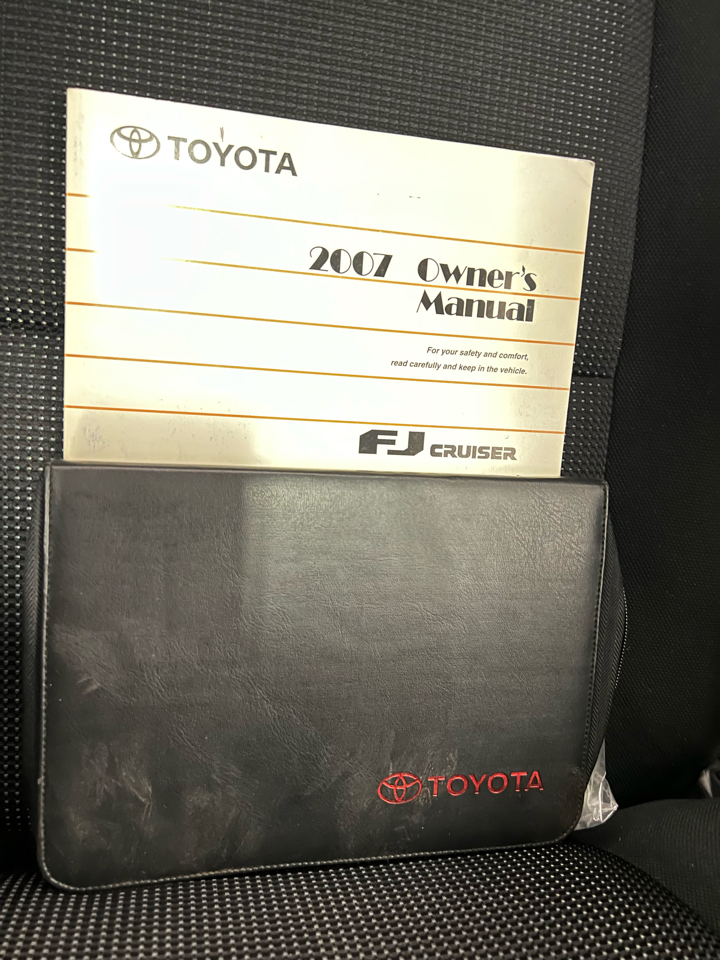 TOYOTA
2007 Owner's
Manual
For your safety and comfort,
read carefully and keep in the vehicle.
FJ CRUISER
TOYOTA